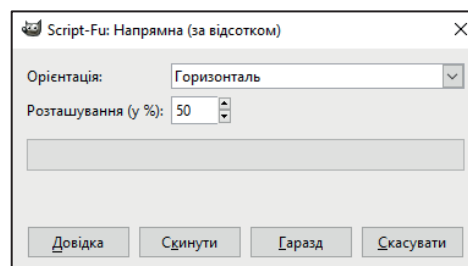 Script-Fu: Напрямна (за відсотком)
Орієнтація: Горизонталь
Розташування (у %): 50
Довідка Скинути Гаразд Скасувати